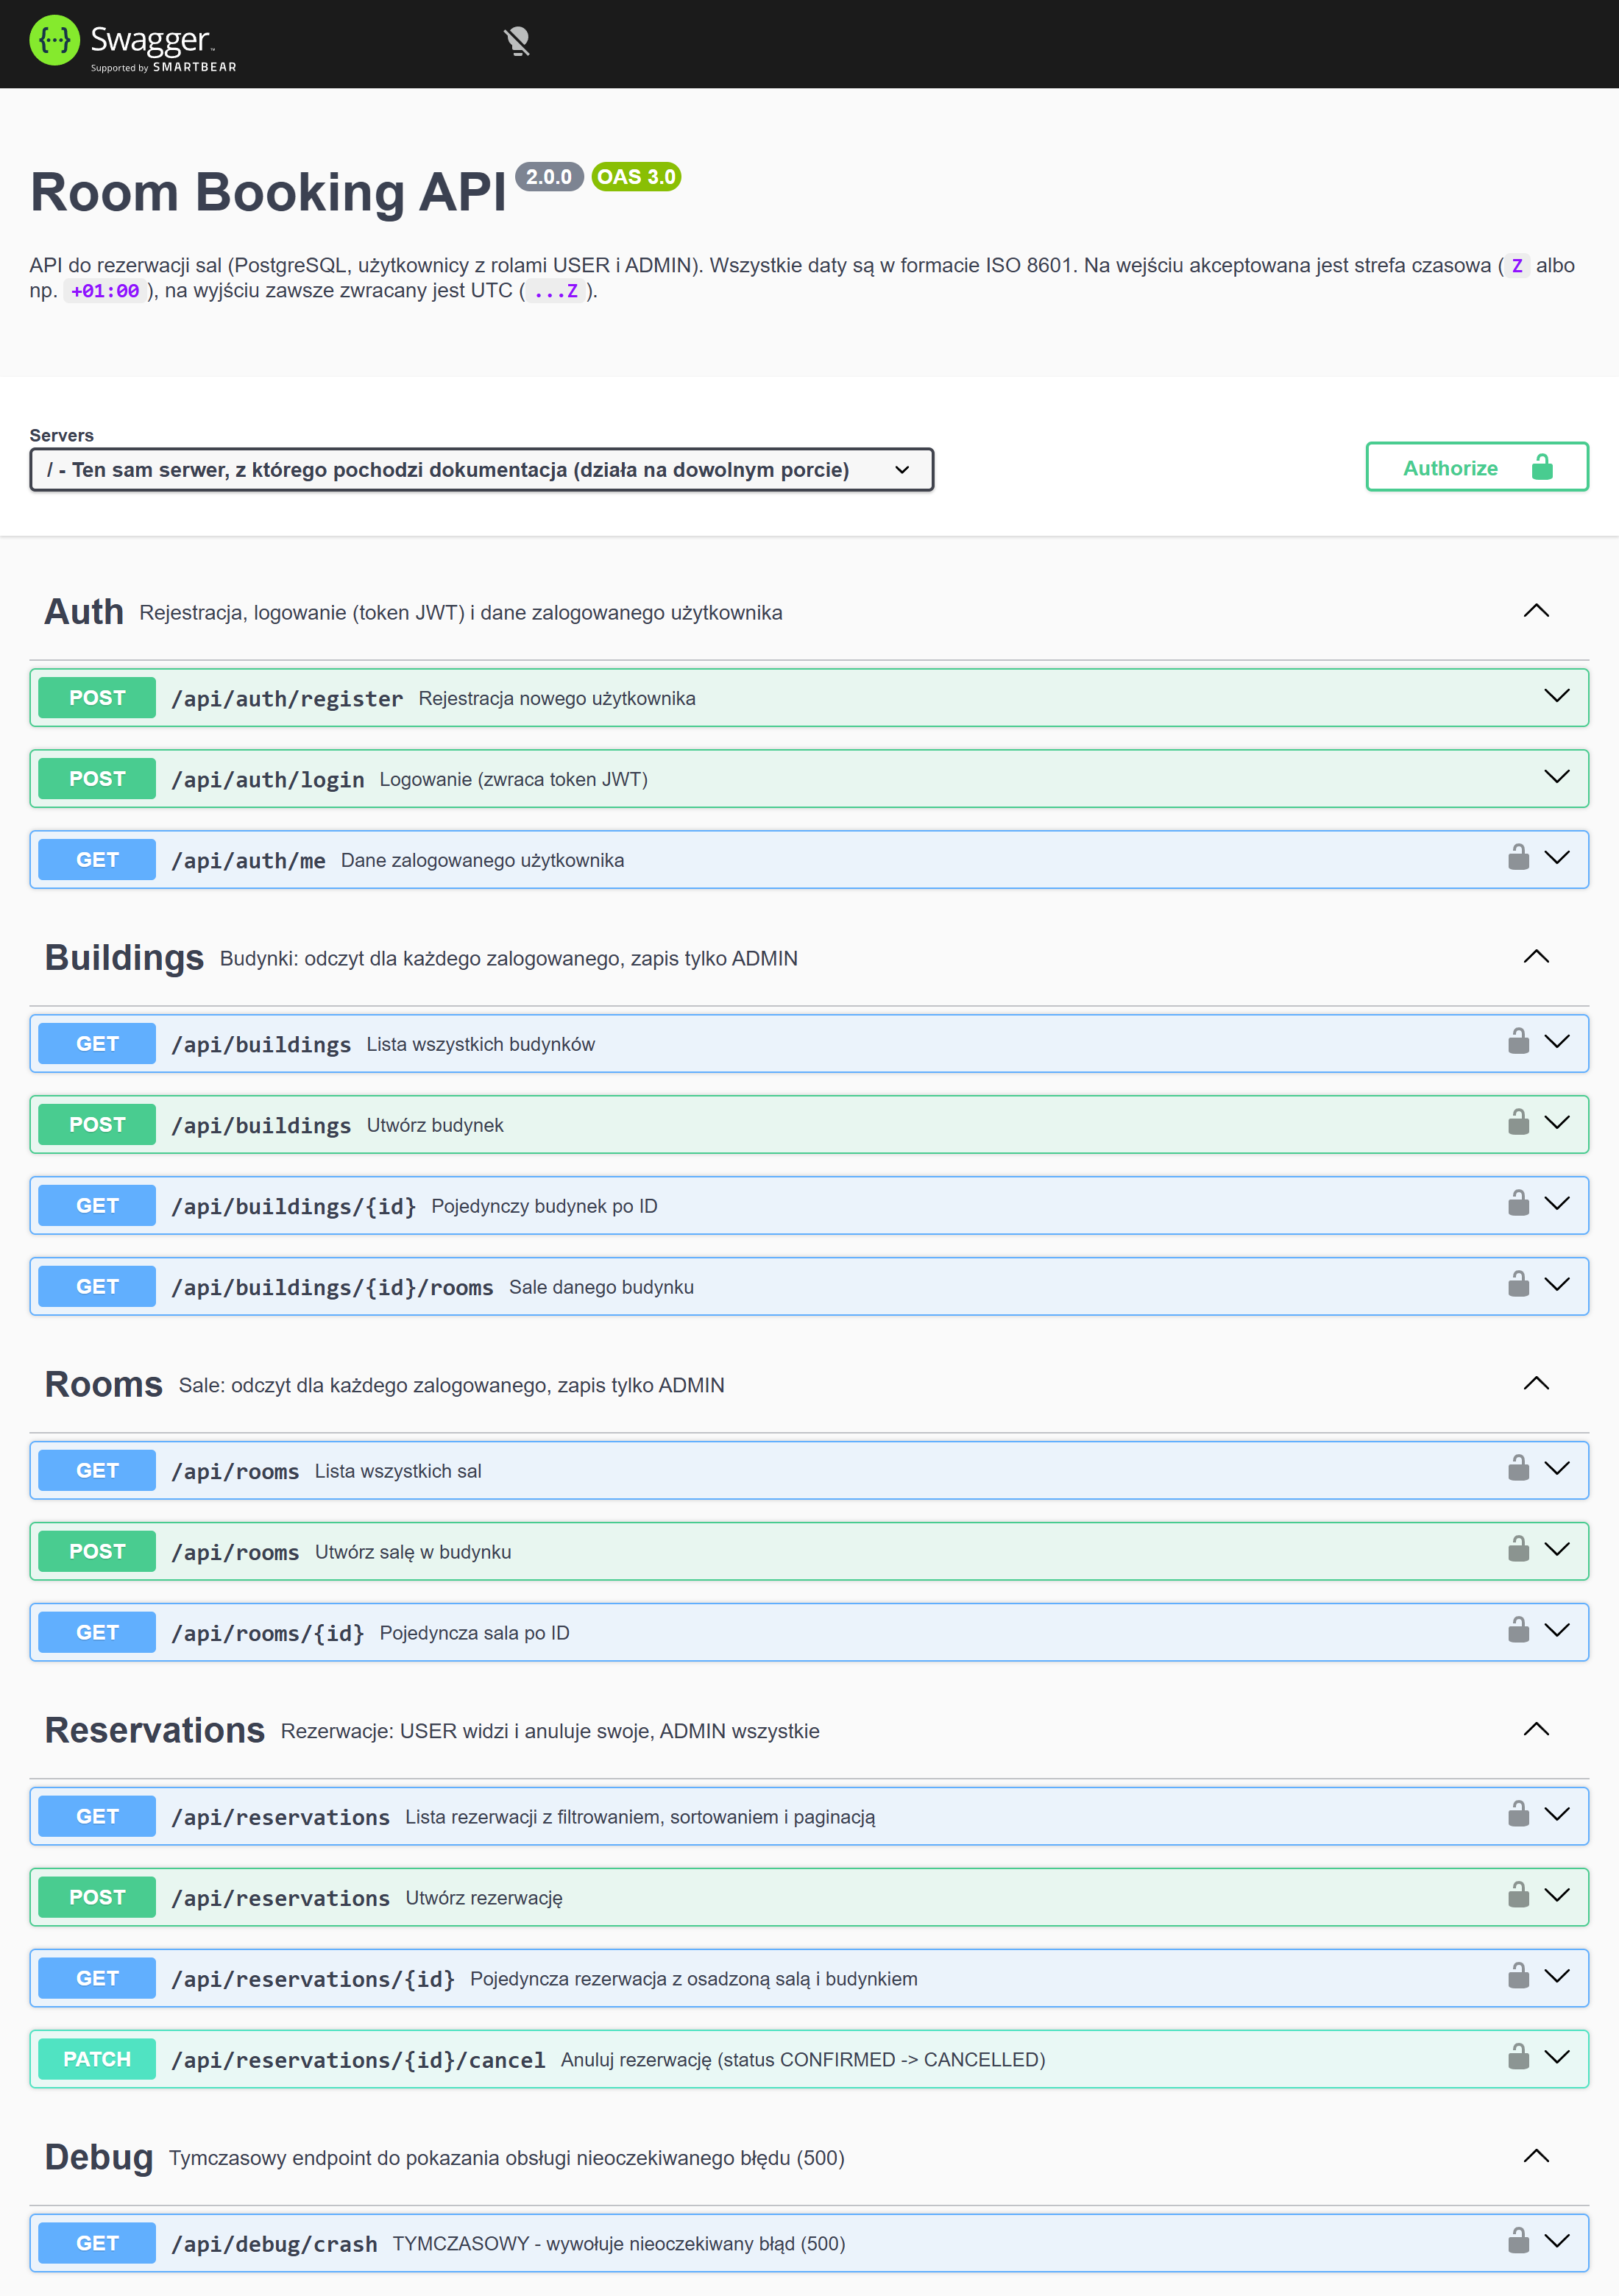 Swagger
Supported by SMARTBEAR
Room Booking API 2.0.0 OAS 3.0
API do rezerwacji sal (PostgreSQL, użytkownicy z rolami USER i ADMIN). Wszystkie daty są w formacie ISO 8601. Na wejściu akceptowana jest strefa czasowa ( Z albo
np. +01:00 ), na wyjściu zawsze zwracany jest UTC ( ...Z ).
Servers
/ - Ten sam serwer, z którego pochodzi dokumentacja (działa na dowolnym porcie)
Authorize
Auth Rejestracja, logowanie (token JWT) i dane zalogowanego użytkownika
POST /api/auth/register Rejestracja nowego użytkownika
POST /api/auth/login Logowanie (zwraca token JWT)
GET /api/auth/me Dane zalogowanego użytkownika
Buildings Budynki: odczyt dla każdego zalogowanego, zapis tylko ADMIN
GET /api/buildings Lista wszystkich budynków
POST /api/buildings Utwórz budynek
GET /api/buildings/{id} Pojedynczy budynek po ID
GET /api/buildings/{id}/rooms Sale danego budynku
Rooms Sale: odczyt dla każdego zalogowanego, zapis tylko ADMIN
GET /api/rooms Lista wszystkich sal
POST /api/rooms Utwórz salę w budynku
GET /api/rooms/{id} Pojedyncza sala po ID
Reservations Rezerwacje: USER widzi i anuluje swoje, ADMIN wszystkie
GET /api/reservations Lista rezerwacji z filtrowaniem, sortowaniem i paginacją
POST /api/reservations Utwórz rezerwację
GET /api/reservations/{id} Pojedyncza rezerwacja z osadzoną salą i budynkiem
PATCH /api/reservations/{id}/cancel Anuluj rezerwację (status CONFIRMED -> CANCELLED)
Debug Tymczasowy endpoint do pokazania obsługi nieoczekiwanego błędu (500)
GET /api/debug/crash TYMCZASOWY - wywołuje nieoczekiwany błąd (500)